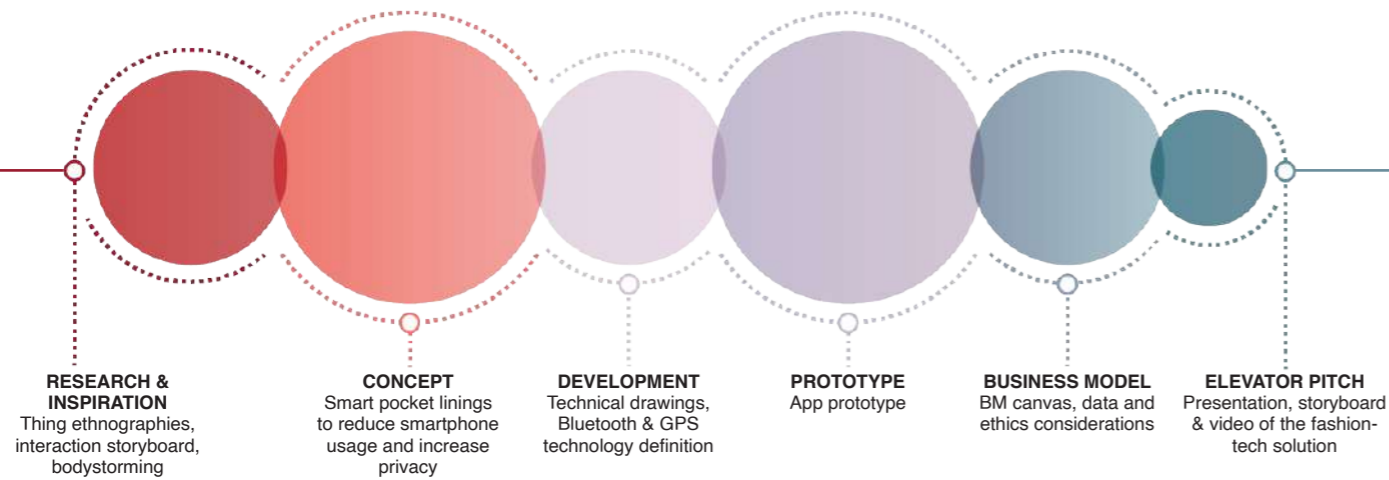 RESEARCH &
INSPIRATION
Thing ethnographies,
interaction storyboard,
bodystorming
CONCEPT
Smart pocket linings
to reduce smartphone
usage and increase
privacy
DEVELOPMENT
Technical drawings,
Bluetooth & GPS
technology definition
PROTOTYPE
App prototype
BUSINESS MODEL
BM canvas, data and
ethics considerations
ELEVATOR PITCH
Presentation, storyboard
& video of the fashion-
tech solution